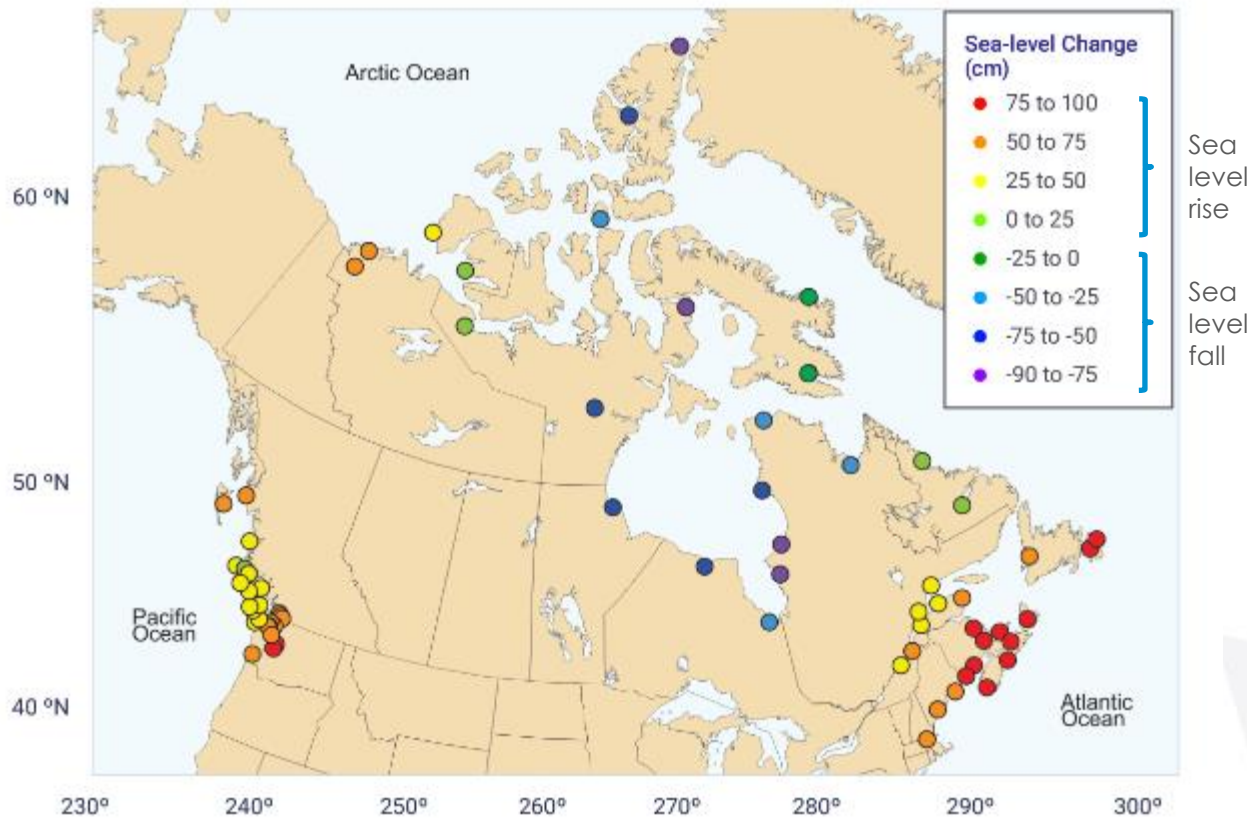 Arctic Ocean
Pacific
Ocean
Atlantic
Ocean
60 ºN
50 ºN
40 ºN
230º 240º 250º 260º 270º 280º 290º 300º
Sea-level Change
(cm)
75 to 100
50 to 75
25 to 50
0 to 25
-25 to 0
-50 to -25
-75 to -50
-90 to -75
Sea
level
rise
Sea
level
fall